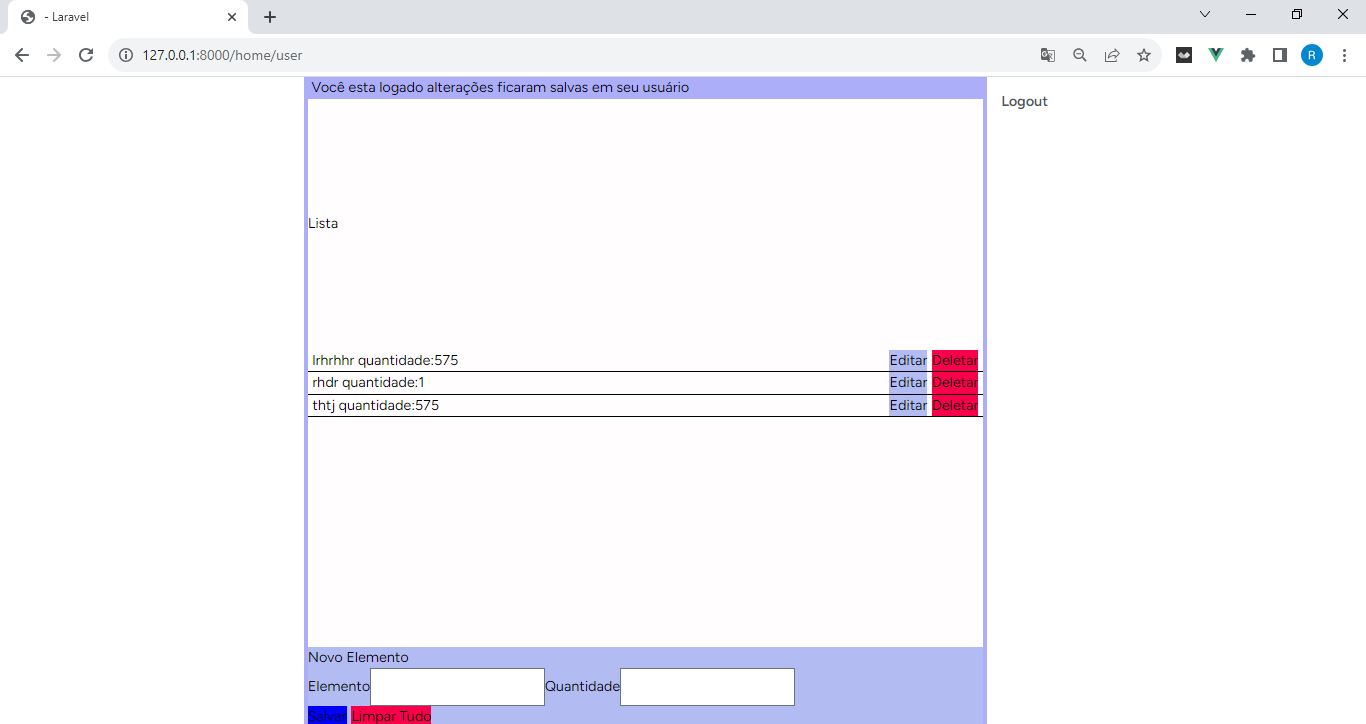 - Laravel
127.0.0.1:8000/home/user
R
Você esta logado alterações ficaram salvas em seu usuário
Logout
Lista
lrhrhhr quantidade:575 Editar Deletar
rhdr quantidade:1 Editar Deletar
thtj quantidade:575 Editar Deletar
Novo Elemento
Elemento Quantidade
Salvar Limpar Tudo